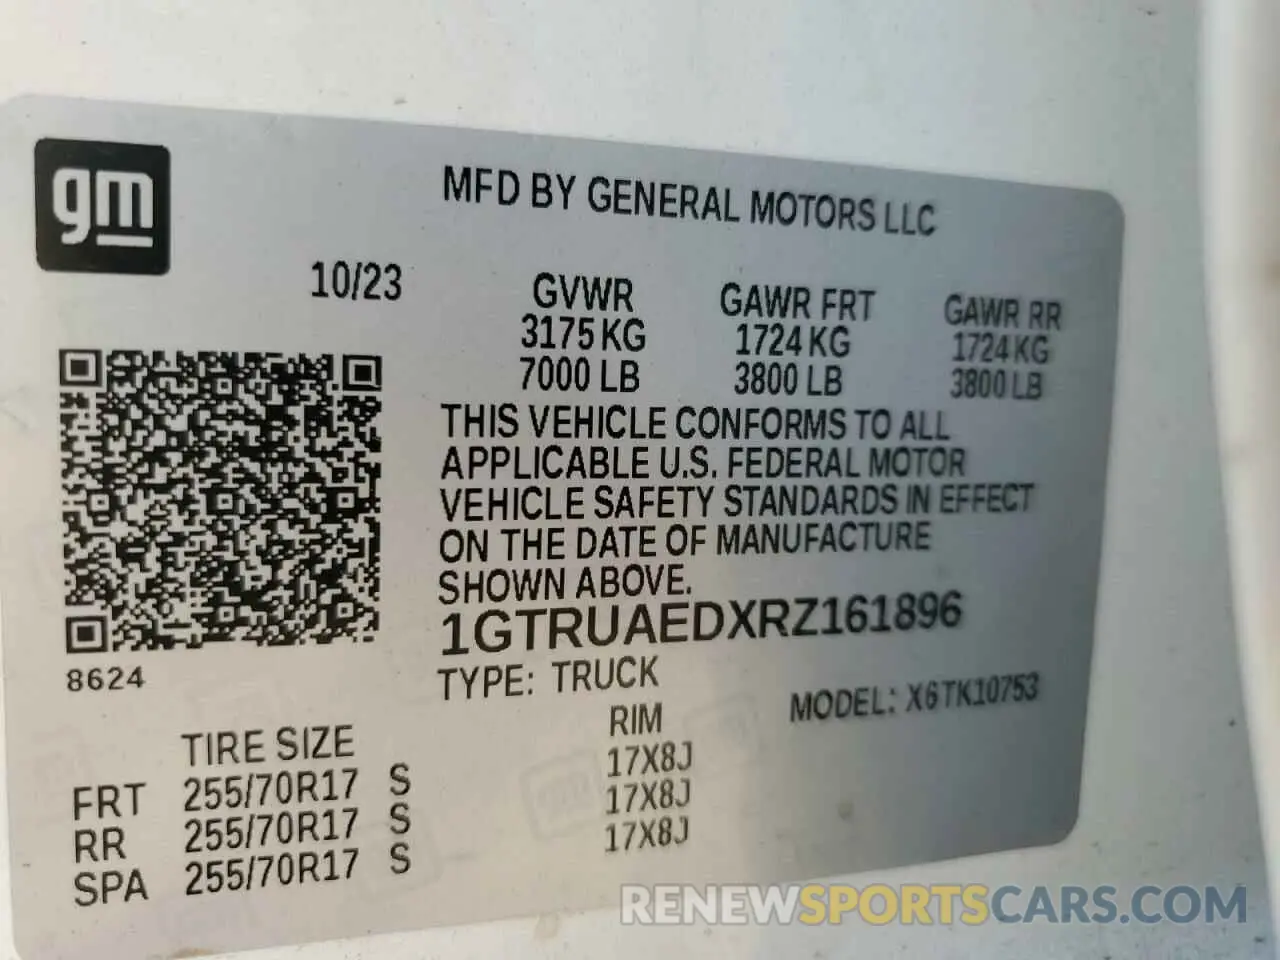 gm
MFD BY GENERAL MOTORS LLC
10/23
GVWR GAWR FRT GAWR RR
3175 KG 1724 KG 1724 KG
7000 LB 3800 LB 3800 LB
THIS VEHICLE CONFORMS TO ALL
APPLICABLE U.S. FEDERAL MOTOR
VEHICLE SAFETY STANDARDS IN EFFECT
ON THE DATE OF MANUFACTURE
SHOWN ABOVE.
1GTRUAEDXRZ161896
8624
TYPE: TRUCK MODEL: X6TK10753
TIRE SIZE RIM
FRT 255/70R17 S 17X8J
RR 255/70R17 S 17X8J
SPA 255/70R17 S 17X8J
RENEWSPORTSCARS.COM